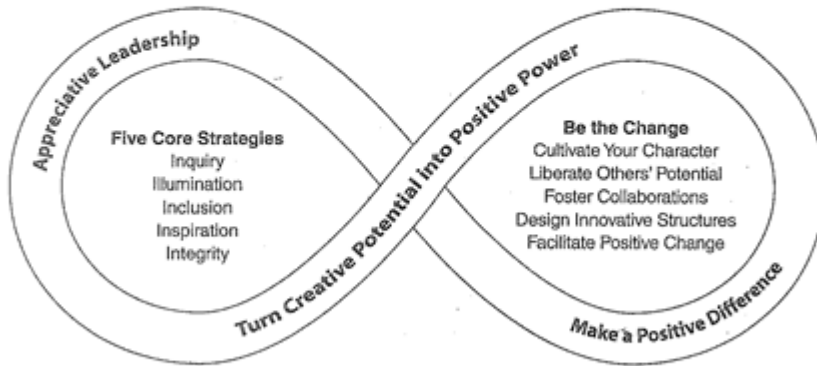 Appreciative Leadership
Five Core Strategies
Inquiry
Illumination
Inclusion
Inspiration
Integrity
Turn Creative Potential into Positive Power
Be the Change
Cultivate Your Character
Liberate Others' Potential
Foster Collaborations
Design Innovative Structures
Facilitate Positive Change
Make a Positive Difference